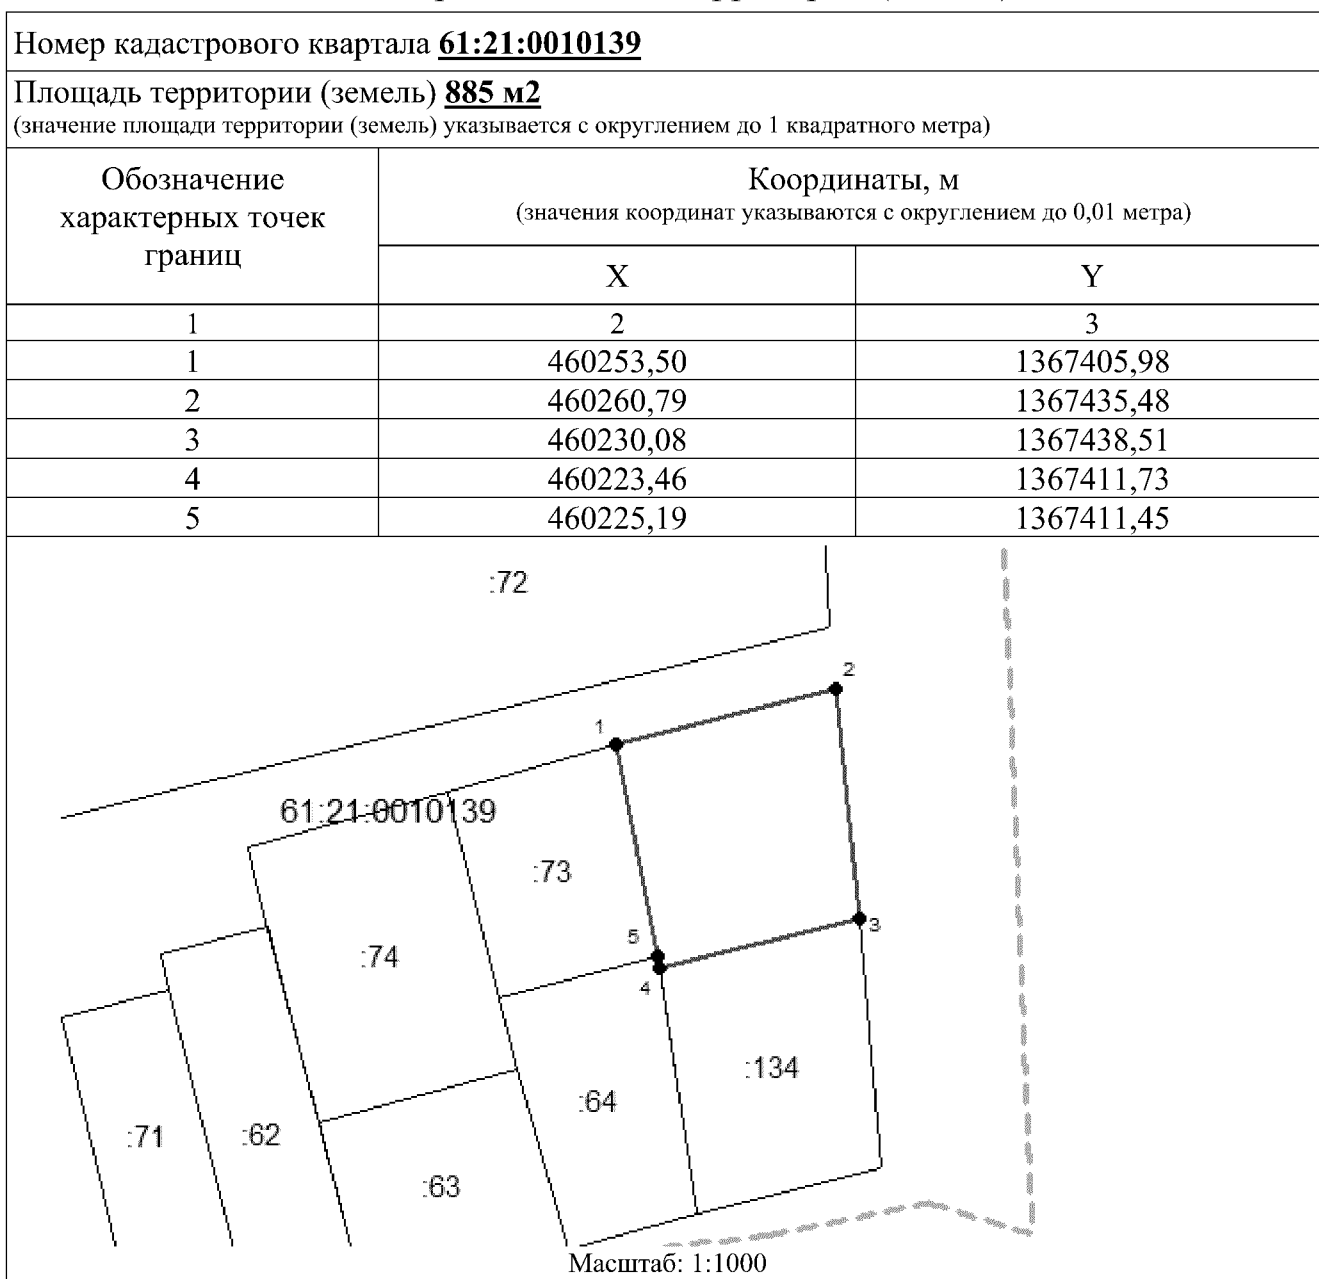 Номер кадастрового квартала 61:21:0010139
Площадь территории (земель) 885 м2
(значение площади территории (земель) указывается с округлением до 1 квадратного метра)
Обозначение
характерных точек
границ
Координаты, м
(значения координат указываются с округлением до 0,01 метра)
X
Y
1 2 3
1 460253,50 1367405,98
2 460260,79 1367435,48
3 460230,08 1367438,51
4 460223,46 1367411,73
5 460225,19 1367411,45
:72
2
1
61:21:0010139
:73
3
5
:74
4
:134
:64
:71
:62
:63
Масштаб: 1:1000